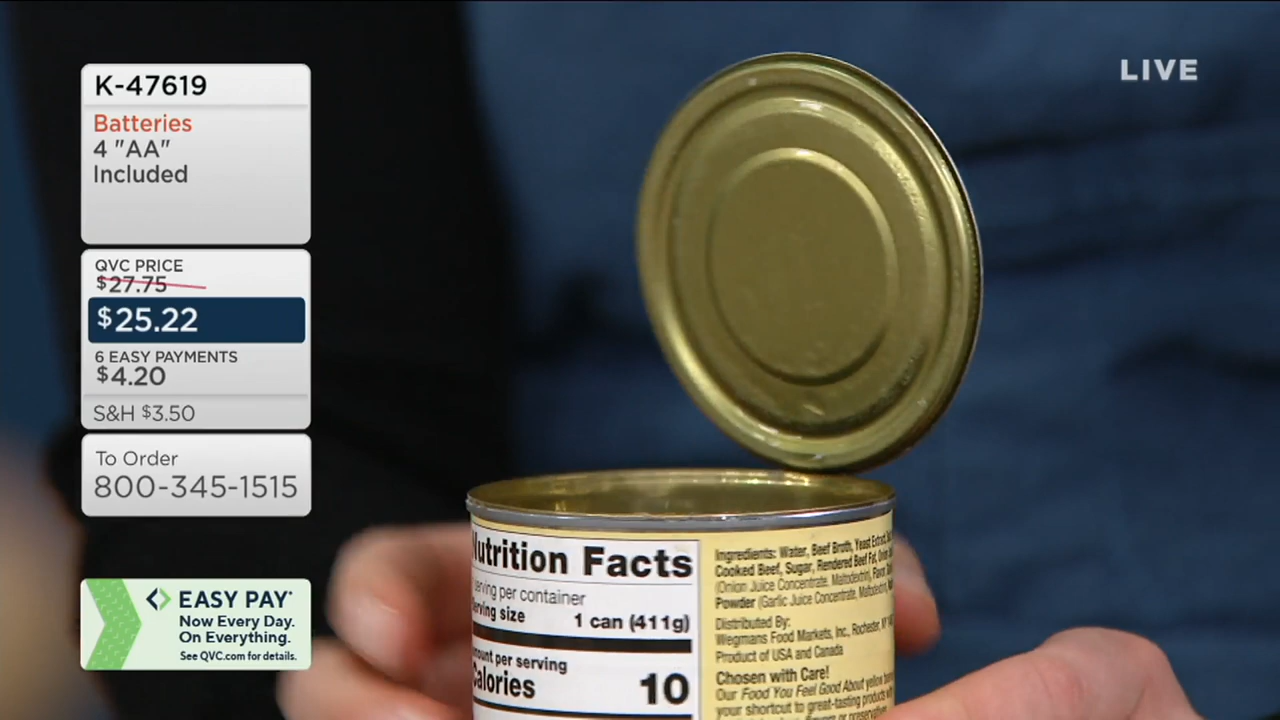 K-47619
Batteries
4 "AA"
Included
QVC PRICE
$27.75
$25.22
6 EASY PAYMENTS
$4.20
S&H $3.50
To Order
800-345-1515
EASY PAY*
Now Every Day.
On Everything.
See QVC.com for details.
LIVE
Nutrition Facts
serving per container
serving size 1 can (411g)
Amount per serving
Calories 10
Ingredients: Water, Beef Broth, Yeast Extract,
Cooked Beef, Sugar, Rendered Beef Fat, Onion
(Onion Juice Concentrate, Maltodextrin),
Powder (Garlic Juice Concentrate, Maltodextrin),
Distributed By:
Wegmans Food Markets, Inc., Rochester, NY
Product of USA and Canada
Chosen with Care!
Our Food You Feel Good About yellow
your shortcut to great-tasting products